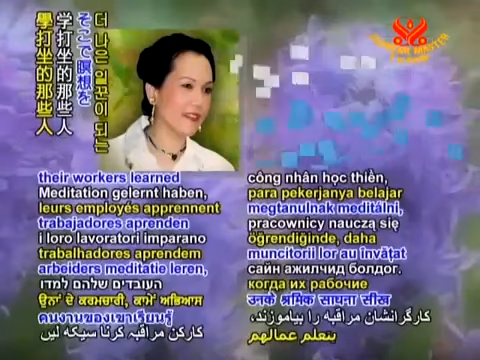 더 나은 일꾼이 되는
そこで瞑想を
学打坐的那些人
學打坐的那些人
SUPREME MASTER
TELEVISION
their workers learned
Meditation gelernt haben,
leurs employés apprennent
trabajadores aprenden
i loro lavoratori imparano
trabalhadores aprendem
arbeiders meditatie leren,
העובדים שלהם למדו
ਉਨਾਂ ਦੇ ਕਰਮਚਾਰੀ, ਕਾਮੇਂ ਅਭਿਆਸ
คนงานของเขาเรียนรู้
کارکن مراقبہ کرنا سیکھ لیں
công nhân học thiền,
para pekerjanya belajar
megtanulnak meditálni,
pracownicy nauczą się
öğrendiğinde, daha
muncitorii lor au învăţat
сайн ажилчид болдог.
когда их рабочие
उनके श्रमिक साधना सीख
کارگرانشان مراقبه را بیاموزند،
يتعلم عمالهم